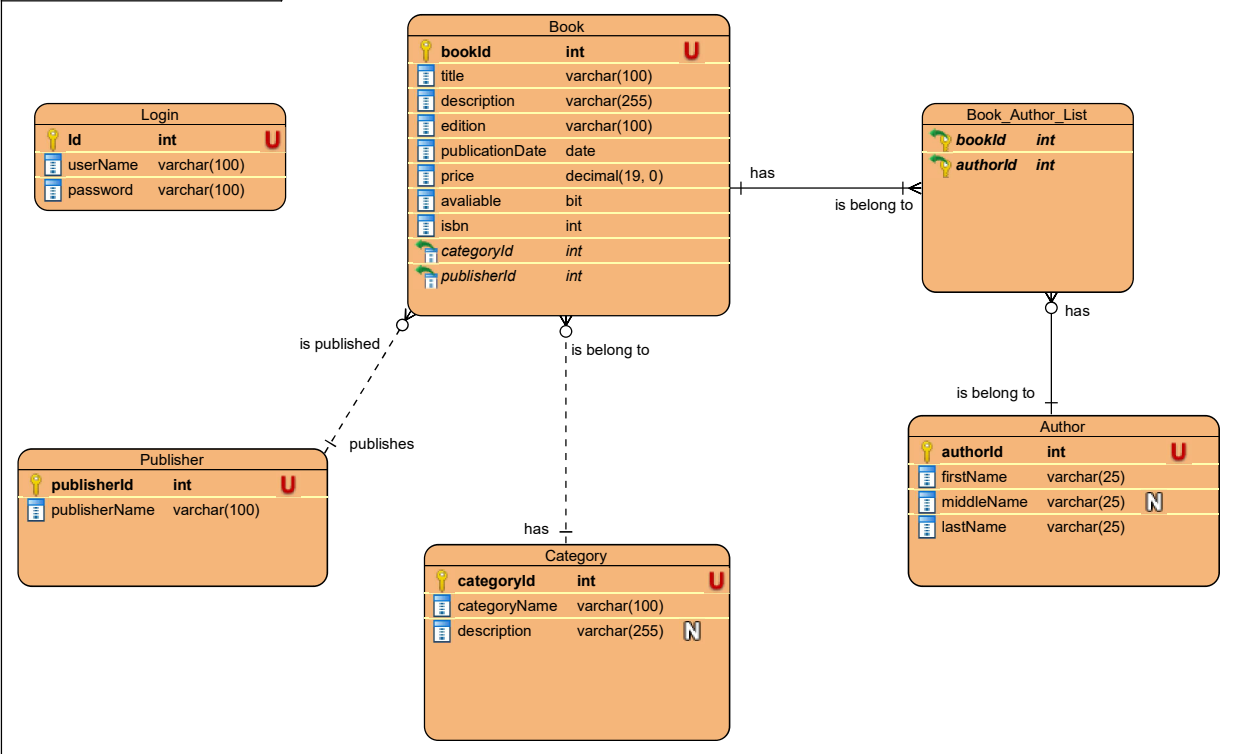 Book
bookId int U
title varchar(100)
description varchar(255)
edition varchar(100)
publicationDate date
price decimal(19, 0)
avaliable bit
isbn int
categoryId int
publisherId int
Login
Id int U
userName varchar(100)
password varchar(100)
Book_Author_List
bookId int
authorId int
has
is belong to
is published
publishes
is belong to
has
has
is belong to
Publisher
publisherId int U
publisherName varchar(100)
Category
categoryId int U
categoryName varchar(100)
description varchar(255) N
Author
authorId int U
firstName varchar(25)
middleName varchar(25) N
lastName varchar(25)